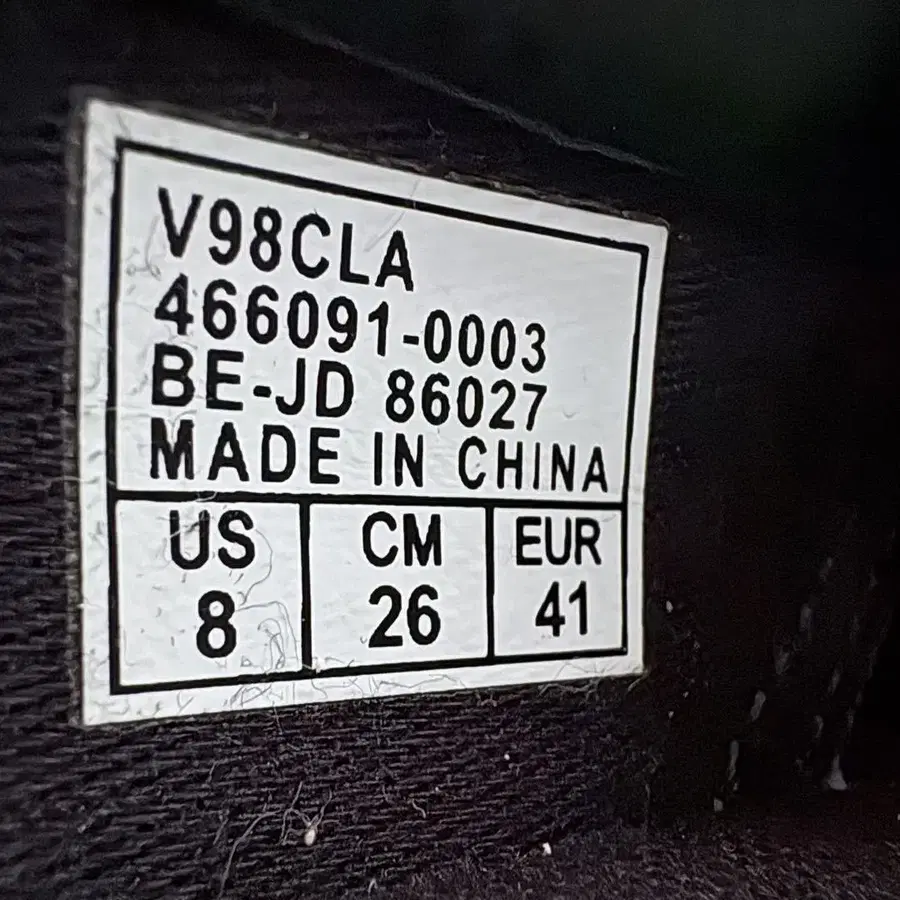 V98CLA
466091-0003
BE-JD 86027
MADE IN CHINA
US CM EUR
8 26 41